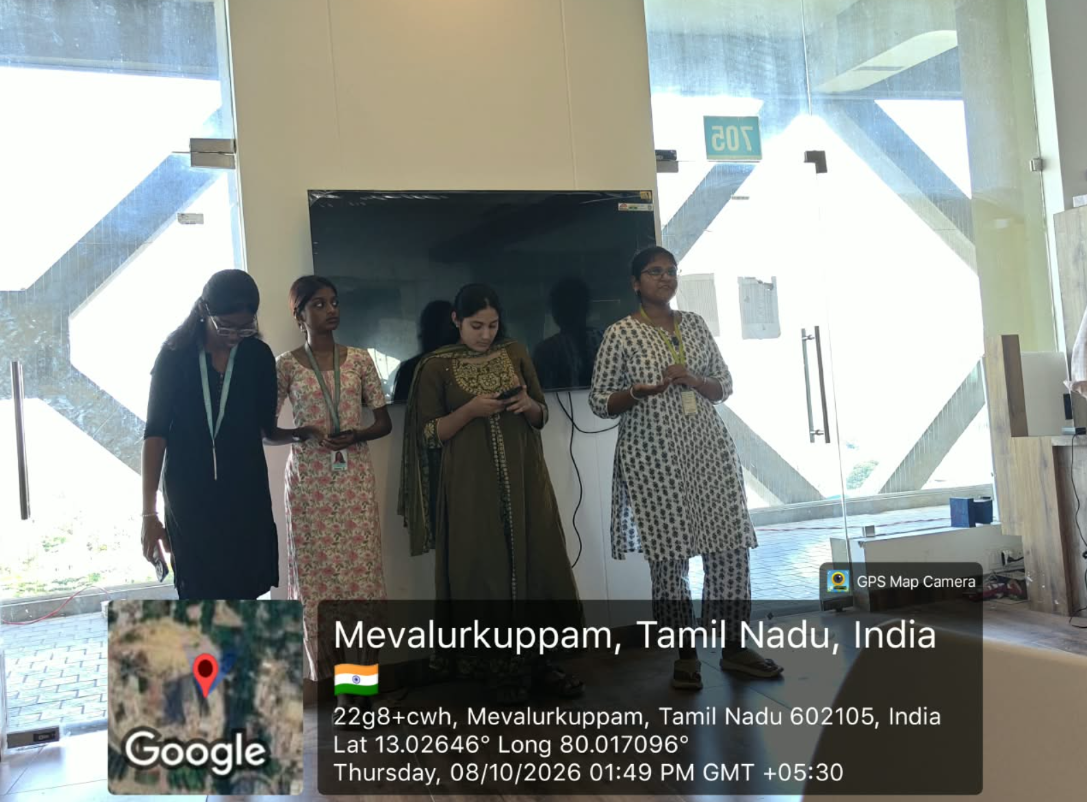 705
GPS Map Camera
Mevalurkuppam, Tamil Nadu, India
🇮🇳
22g8+cwh, Mevalurkuppam, Tamil Nadu 602105, India
Lat 13.02646° Long 80.017096°
Thursday, 08/10/2026 01:49 PM GMT +05:30
Google